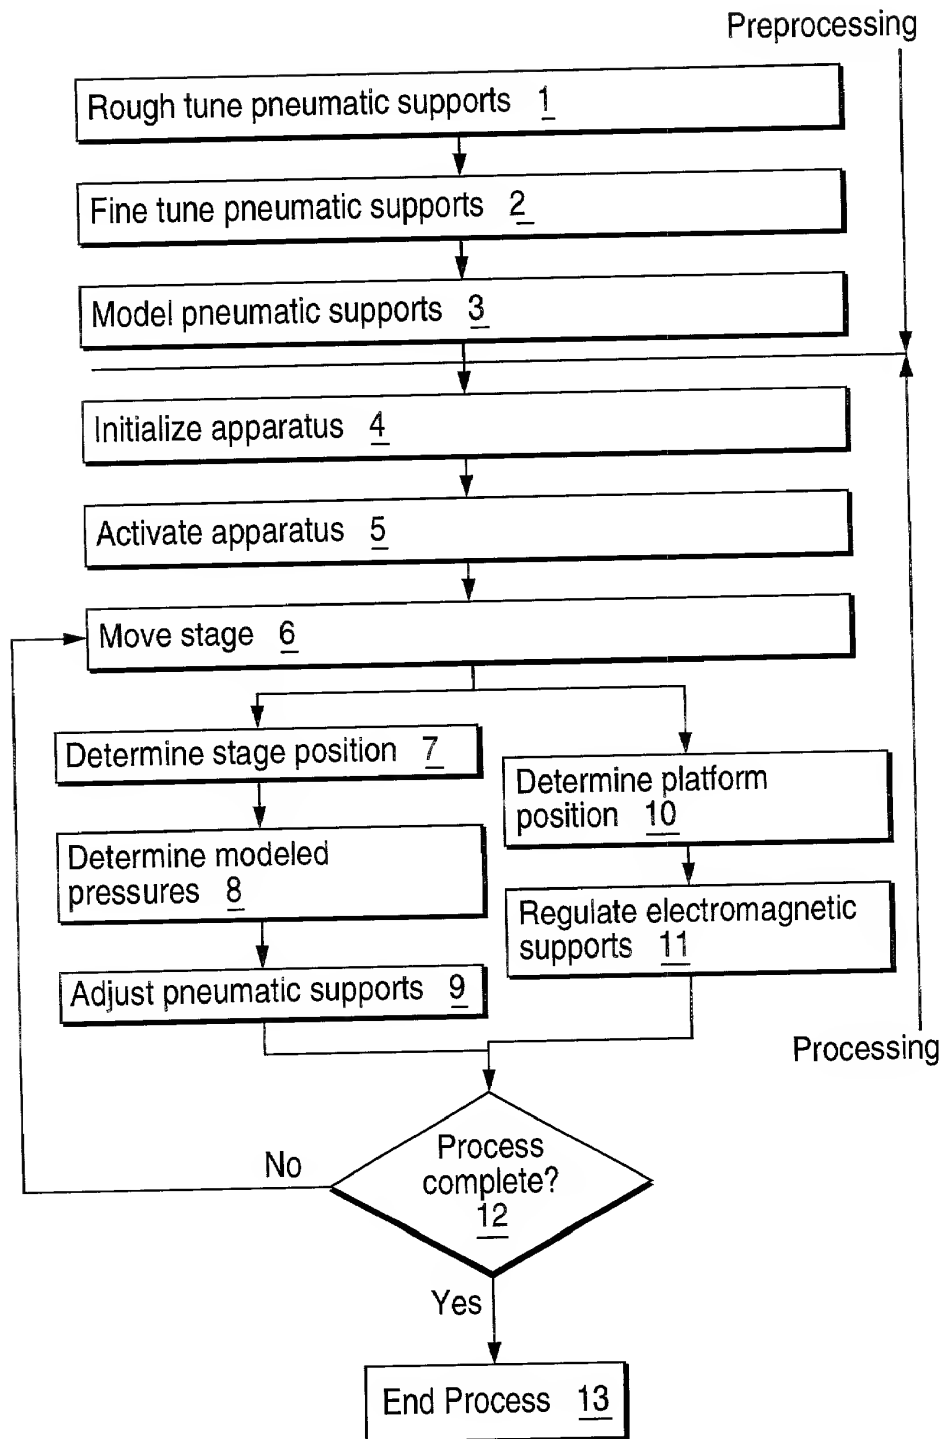 Preprocessing
Rough tune pneumatic supports 1
Fine tune pneumatic supports 2
Model pneumatic supports 3
Initialize apparatus 4
Activate apparatus 5
Move stage 6
Determine stage position 7
Determine modeled
pressures 8
Adjust pneumatic supports 9
Determine platform
position 10
Regulate electromagnetic
supports 11
Processing
Process
complete?
12
No
Yes
End Process 13